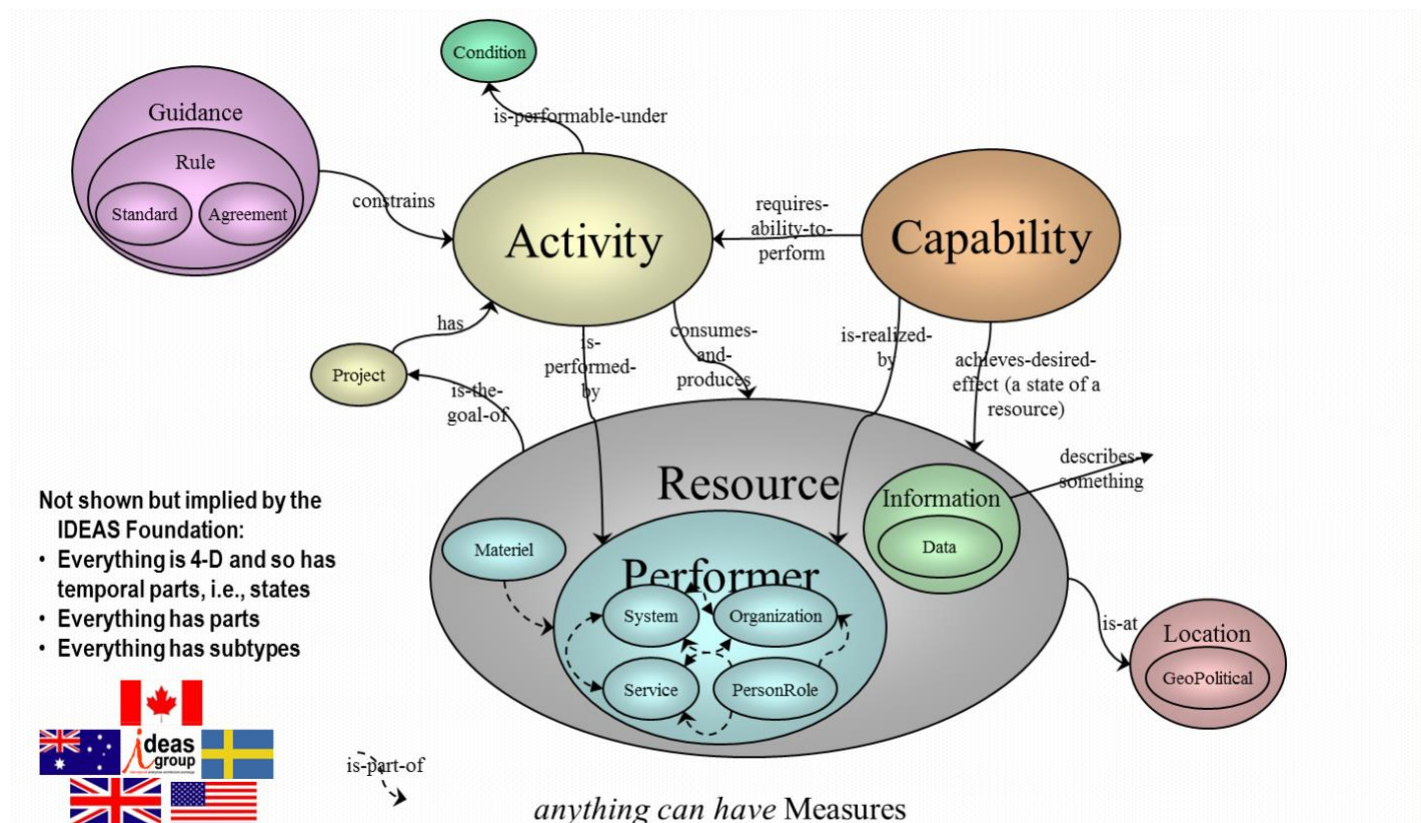 Condition
is-performable-under
Guidance
Rule
Standard
Agreement
constrains
Activity
requires-
ability-to-
perform
Capability
has
Project
is-the-
goal-of
is-
performed-
by
consumes-
and-
produces
is-realized-
by
achieves-desired-
effect (a state of a
resource)
describes-
something
Resource
Information
Data
Materiel
Performer
System
Organization
Service
PersonRole
is-at
Location
GeoPolitical
Not shown but implied by the
IDEAS Foundation:
• Everything is 4-D and so has
temporal parts, i.e., states
• Everything has parts
• Everything has subtypes
ideas
group
is-part-of
anything can have Measures